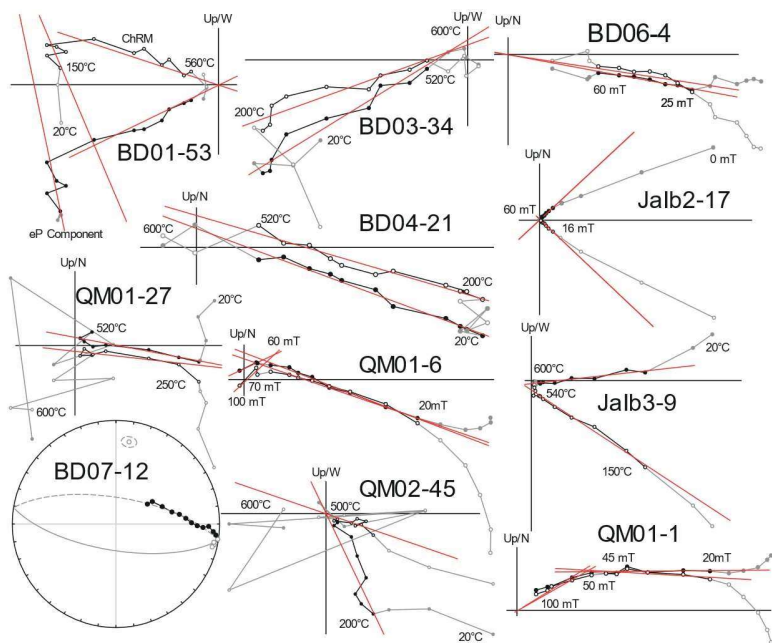 Up/W
ChRM
560°C
150°C
20°C
BD01-53
eP Component
Up/W
600°C
520°C
200°C
20°C
BD03-34
Up/N
BD06-4
60 mT
25 mT
Up/N
0 mT
Jalb2-17
60 mT
16 mT
Up/N
BD04-21
520°C
600°C
200°C
20°C
Up/N
QM01-27
20°C
520°C
250°C
600°C
Up/N
60 mT
QM01-6
70 mT
100 mT
20mT
Up/W
20°C
600°C
540°C
Jalb3-9
150°C
BD07-12
Up/W
QM02-45
600°C
500°C
200°C
20°C
QM01-1
Up/N
45 mT
20mT
50 mT
100 mT